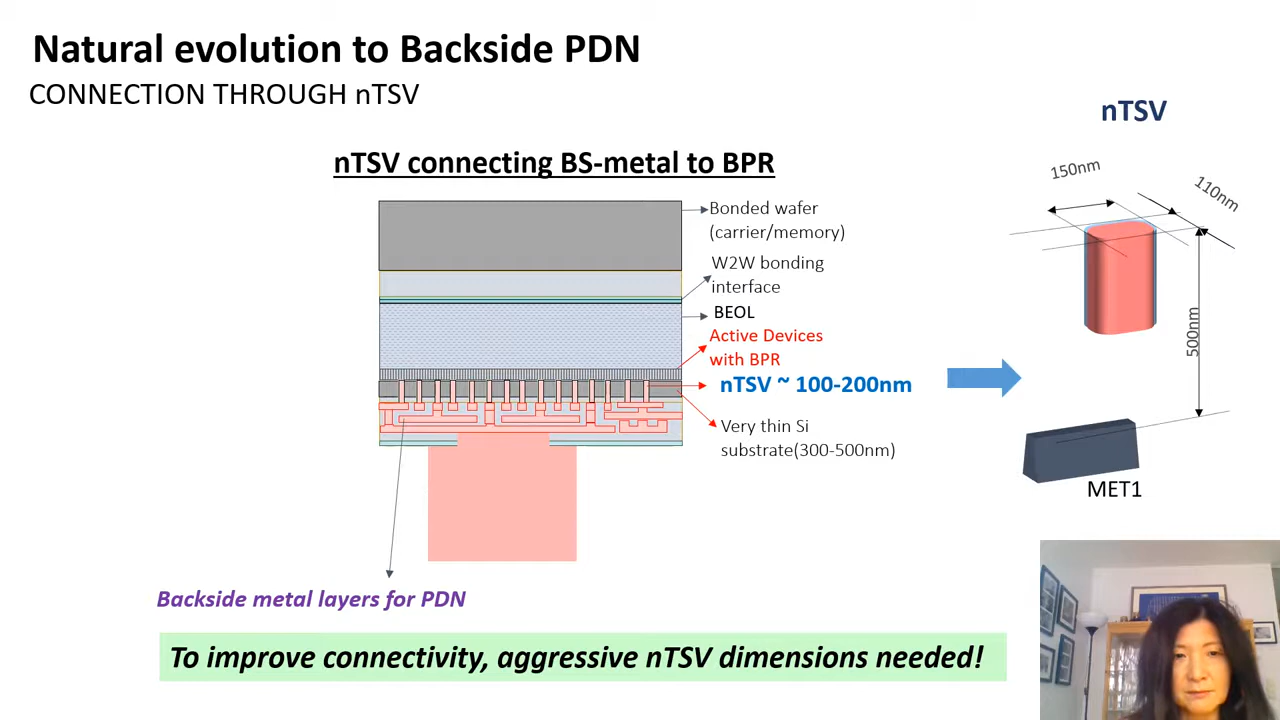 Natural evolution to Backside PDN
CONNECTION THROUGH nTSV
nTSV
nTSV connecting BS-metal to BPR
150nm
110nm
500nm
Bonded wafer
(carrier/memory)
W2W bonding
interface
BEOL
Active Devices
with BPR
nTSV ~ 100-200nm
Very thin Si
substrate(300-500nm)
MET1
Backside metal layers for PDN
To improve connectivity, aggressive nTSV dimensions needed!